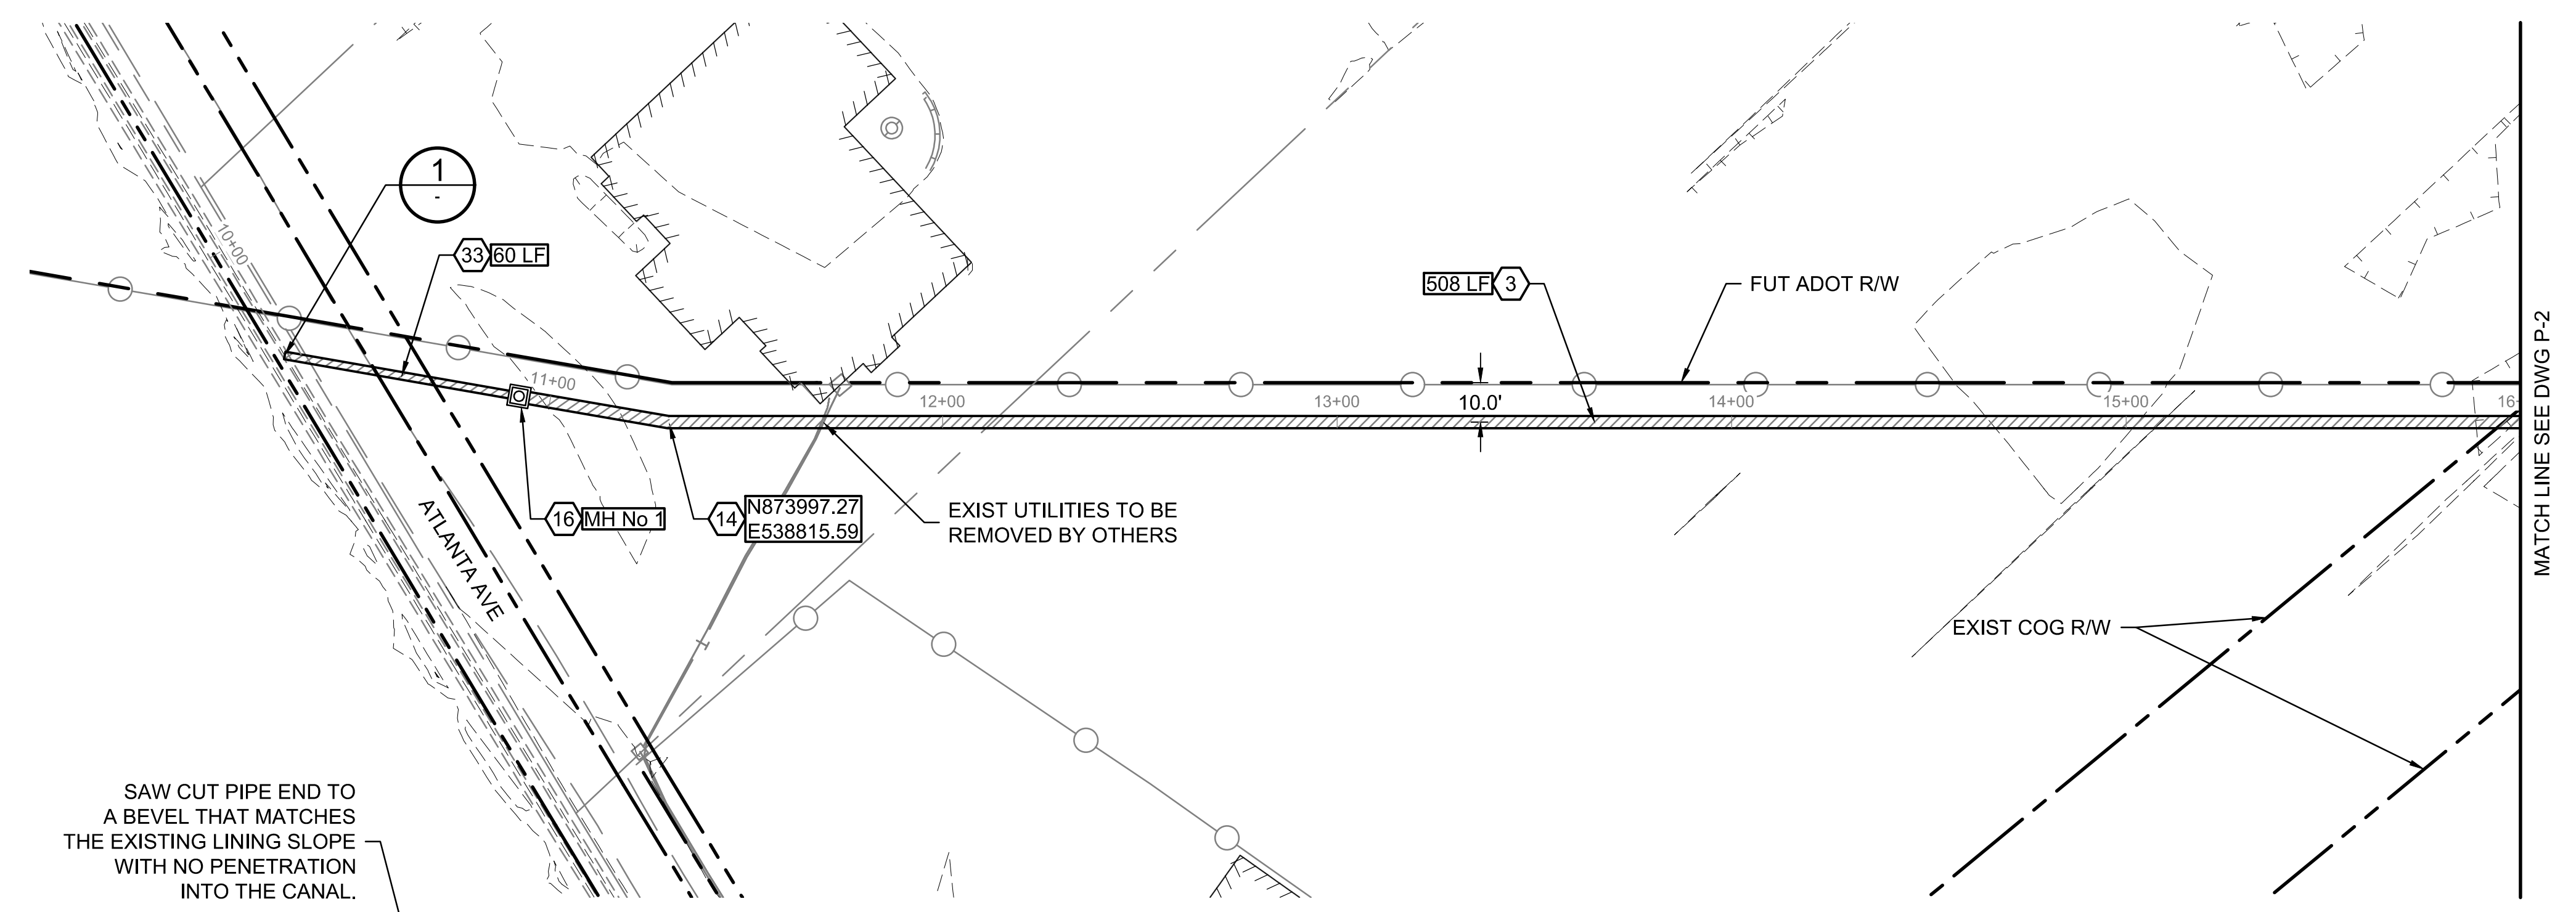 1
-
10+00
33 60 LF
508 LF 3
FUT ADOT R/W
11+00
12+00
13+00
10.0'
14+00
15+00
16+
MATCH LINE SEE DWG P-2
16 MH No 1
14 N873997.27
E538815.59
EXIST UTILITIES TO BE
REMOVED BY OTHERS
ATLANTA AVE
EXIST COG R/W
SAW CUT PIPE END TO
A BEVEL THAT MATCHES
THE EXISTING LINING SLOPE
WITH NO PENETRATION
INTO THE CANAL.